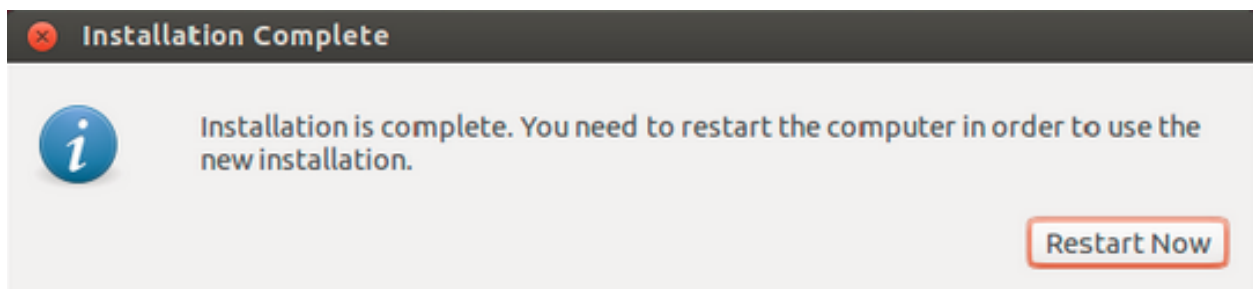 Installation Complete
Installation is complete. You need to restart the computer in order to use the
new installation.
Restart Now